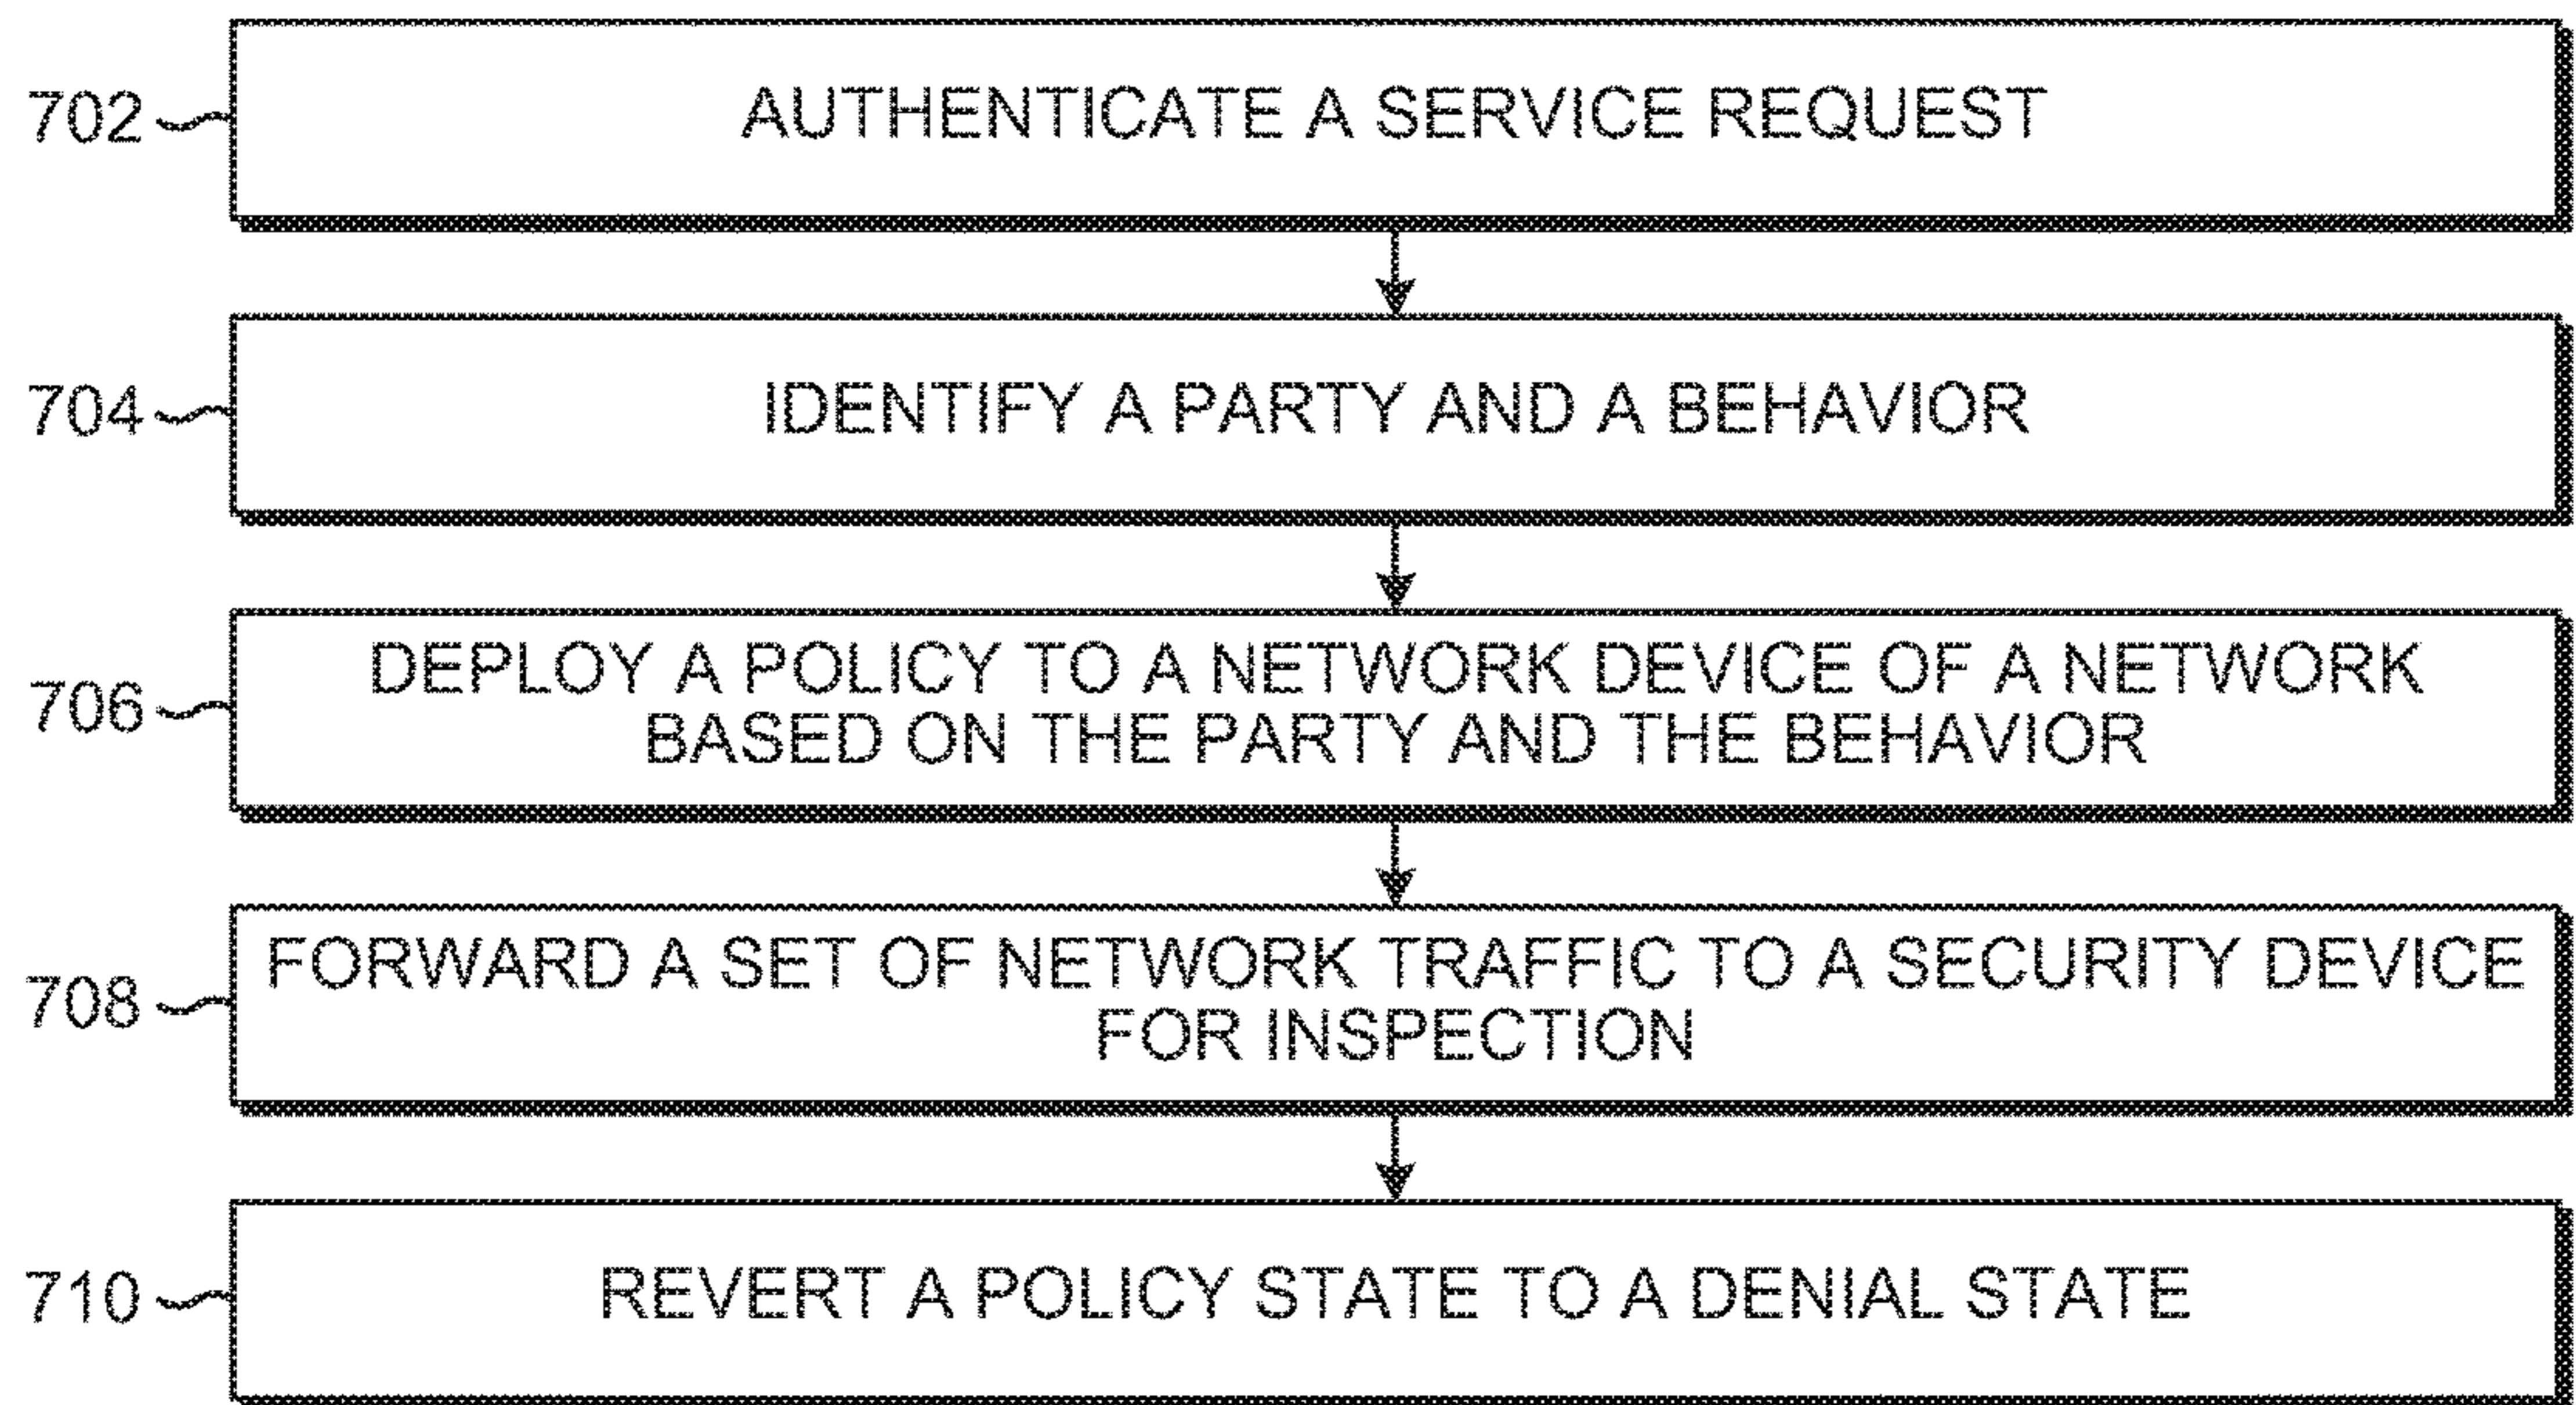 702
AUTHENTICATE A SERVICE REQUEST
704
IDENTIFY A PARTY AND A BEHAVIOR
706
DEPLOY A POLICY TO A NETWORK DEVICE OF A NETWORK
BASED ON THE PARTY AND THE BEHAVIOR
708
FORWARD A SET OF NETWORK TRAFFIC TO A SECURITY DEVICE
FOR INSPECTION
710
REVERT A POLICY STATE TO A DENIAL STATE